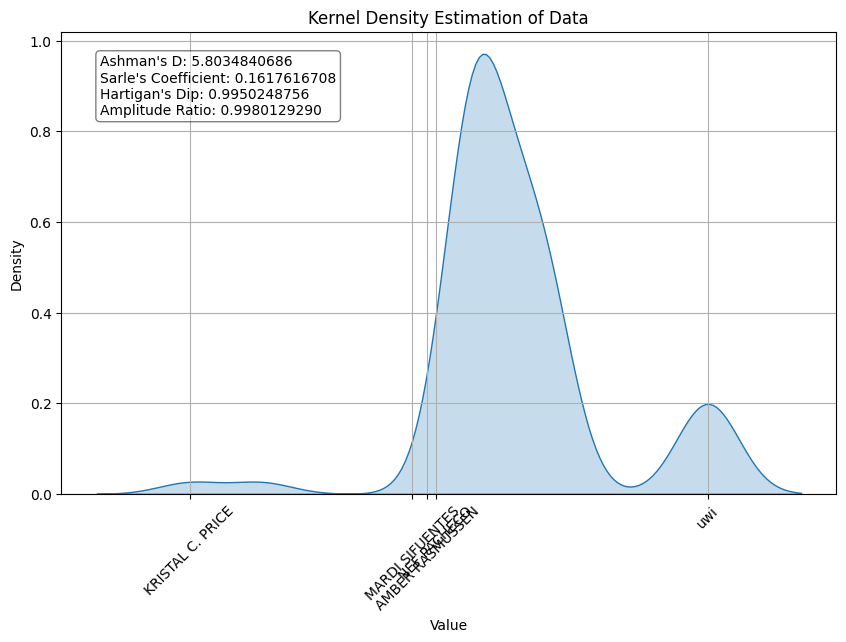 Kernel Density Estimation of Data
Ashman's D: 5.8034840686
Sarle's Coefficient: 0.1617616708
Hartigan's Dip: 0.9950248756
Amplitude Ratio: 0.9980129290
1.0
0.8
0.6
0.4
0.2
0.0
Density
KRISTAL C. PRICE
MARDI SIFUENTES
PACHECO
AMBER RASMUSSEN
uwi
Value